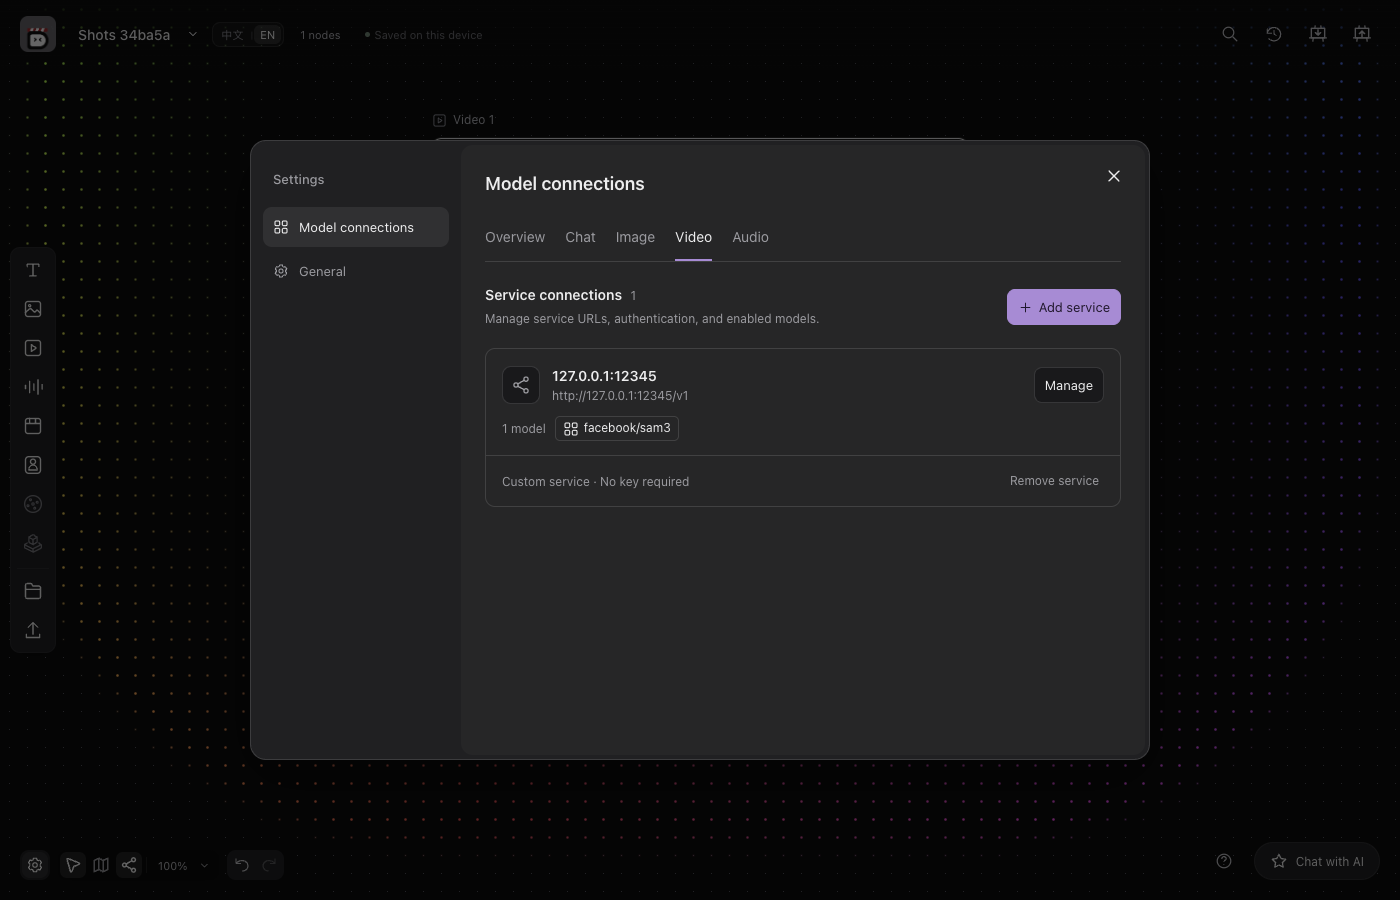 Shots 34ba5a
中文 EN
1 nodes
Saved on this device
Video 1
Settings
Model connections
General
Model connections
Overview Chat Image Video Audio
Service connections 1
Manage service URLs, authentication, and enabled models.
+ Add service
127.0.0.1:12345
http://127.0.0.1:12345/v1
Manage
1 model facebook/sam3
Custom service · No key required
Remove service
100%
Chat with AI